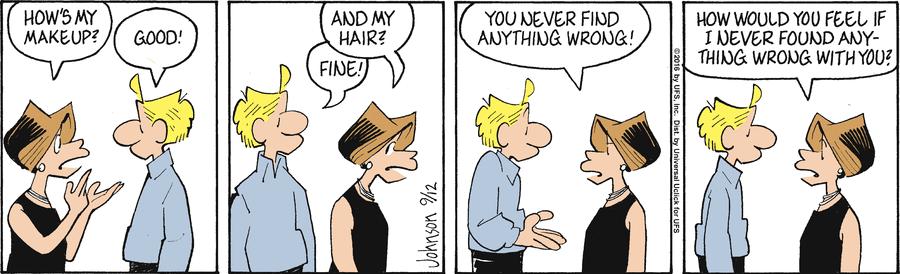 HOW'S MY
MAKEUP?
GOOD!
AND MY
HAIR?
FINE!
Johnson 9/12
YOU NEVER FIND
ANYTHING WRONG!
©2016 by UFS, Inc. Dist. by Universal Uclick for UFS
HOW WOULD YOU FEEL IF
I NEVER FOUND ANY-
THING WRONG WITH YOU?